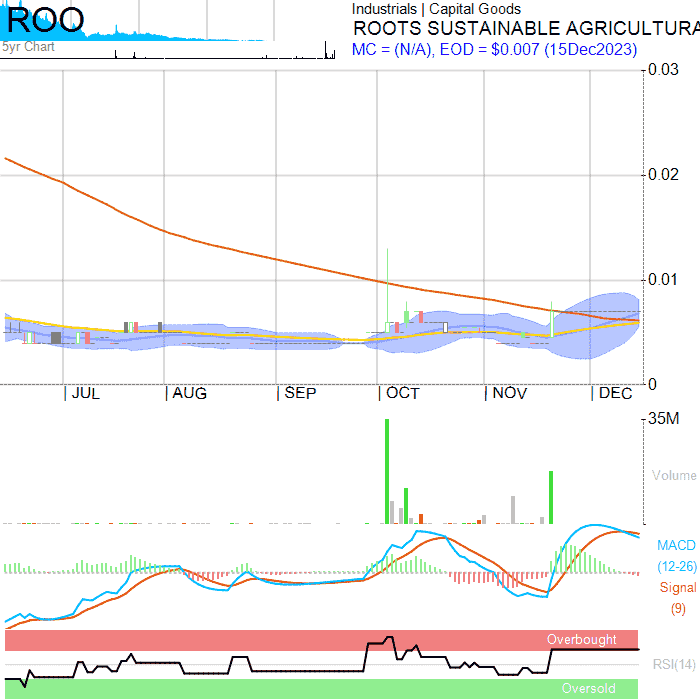 ROO
5yr Chart
Industrials | Capital Goods
ROOTS SUSTAINABLE AGRICULTURA
MC = (N/A), EOD = $0.007 (15Dec2023)
0.03
0.02
0.01
0
| JUL | AUG | SEP | OCT | NOV | DEC
35M
Volume
MACD
(12-26)
Signal
(9)
Overbought
RSI(14)
Oversold